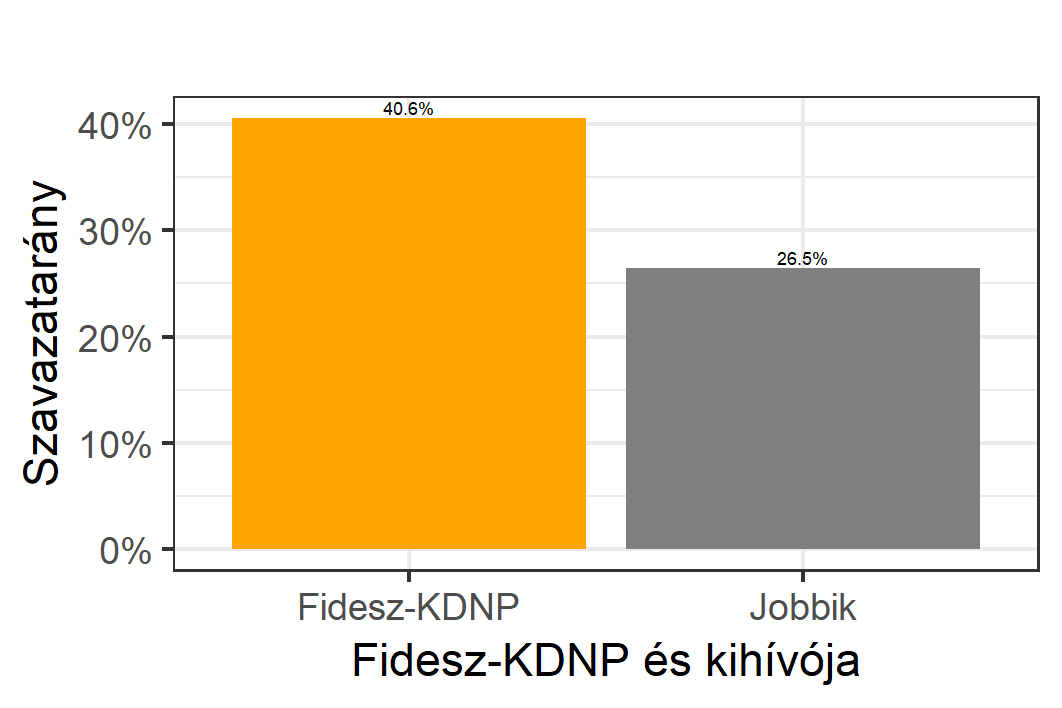 40.6%
26.5%
40%
30%
20%
10%
0%
Szavazatarány
Fidesz-KDNP
Jobbik
Fidesz-KDNP és kihívója